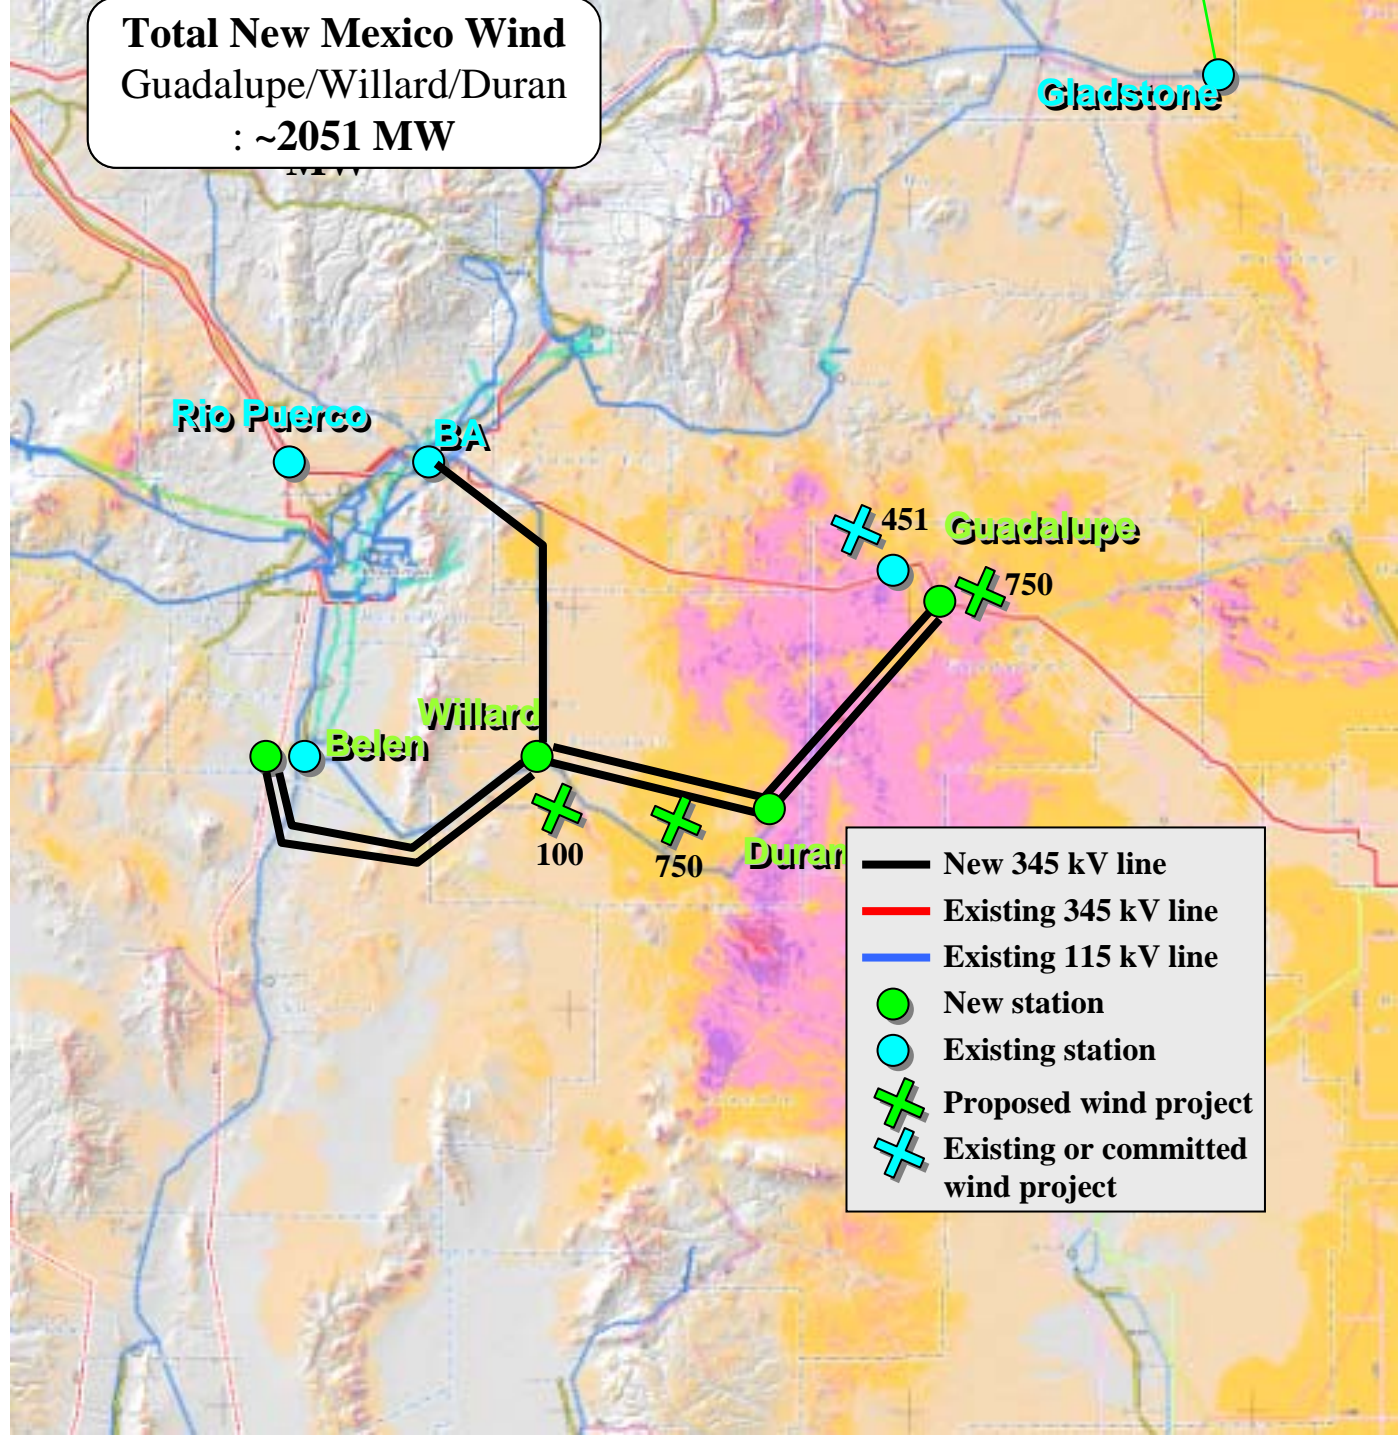 Total New Mexico Wind
Guadalupe/Willard/Duran
: ~2051 MW
MW
Gladstone
Rio Puerco
BA
451
Guadalupe
750
Willard
Belen
100
750
Duran
New 345 kV line
Existing 345 kV line
Existing 115 kV line
New station
Existing station
Proposed wind project
Existing or committed
wind project